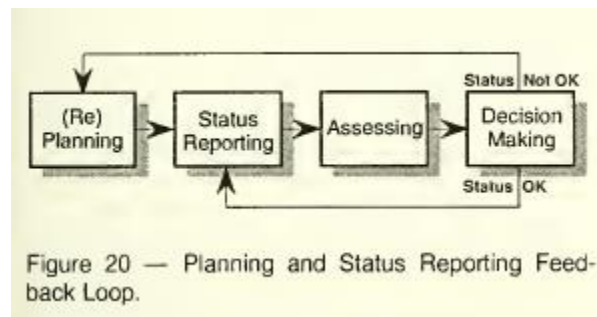 Status Not OK
(Re)
Planning
Status
Reporting
Assessing
Decision
Making
Status OK
Figure 20 — Planning and Status Reporting Feed-
back Loop.